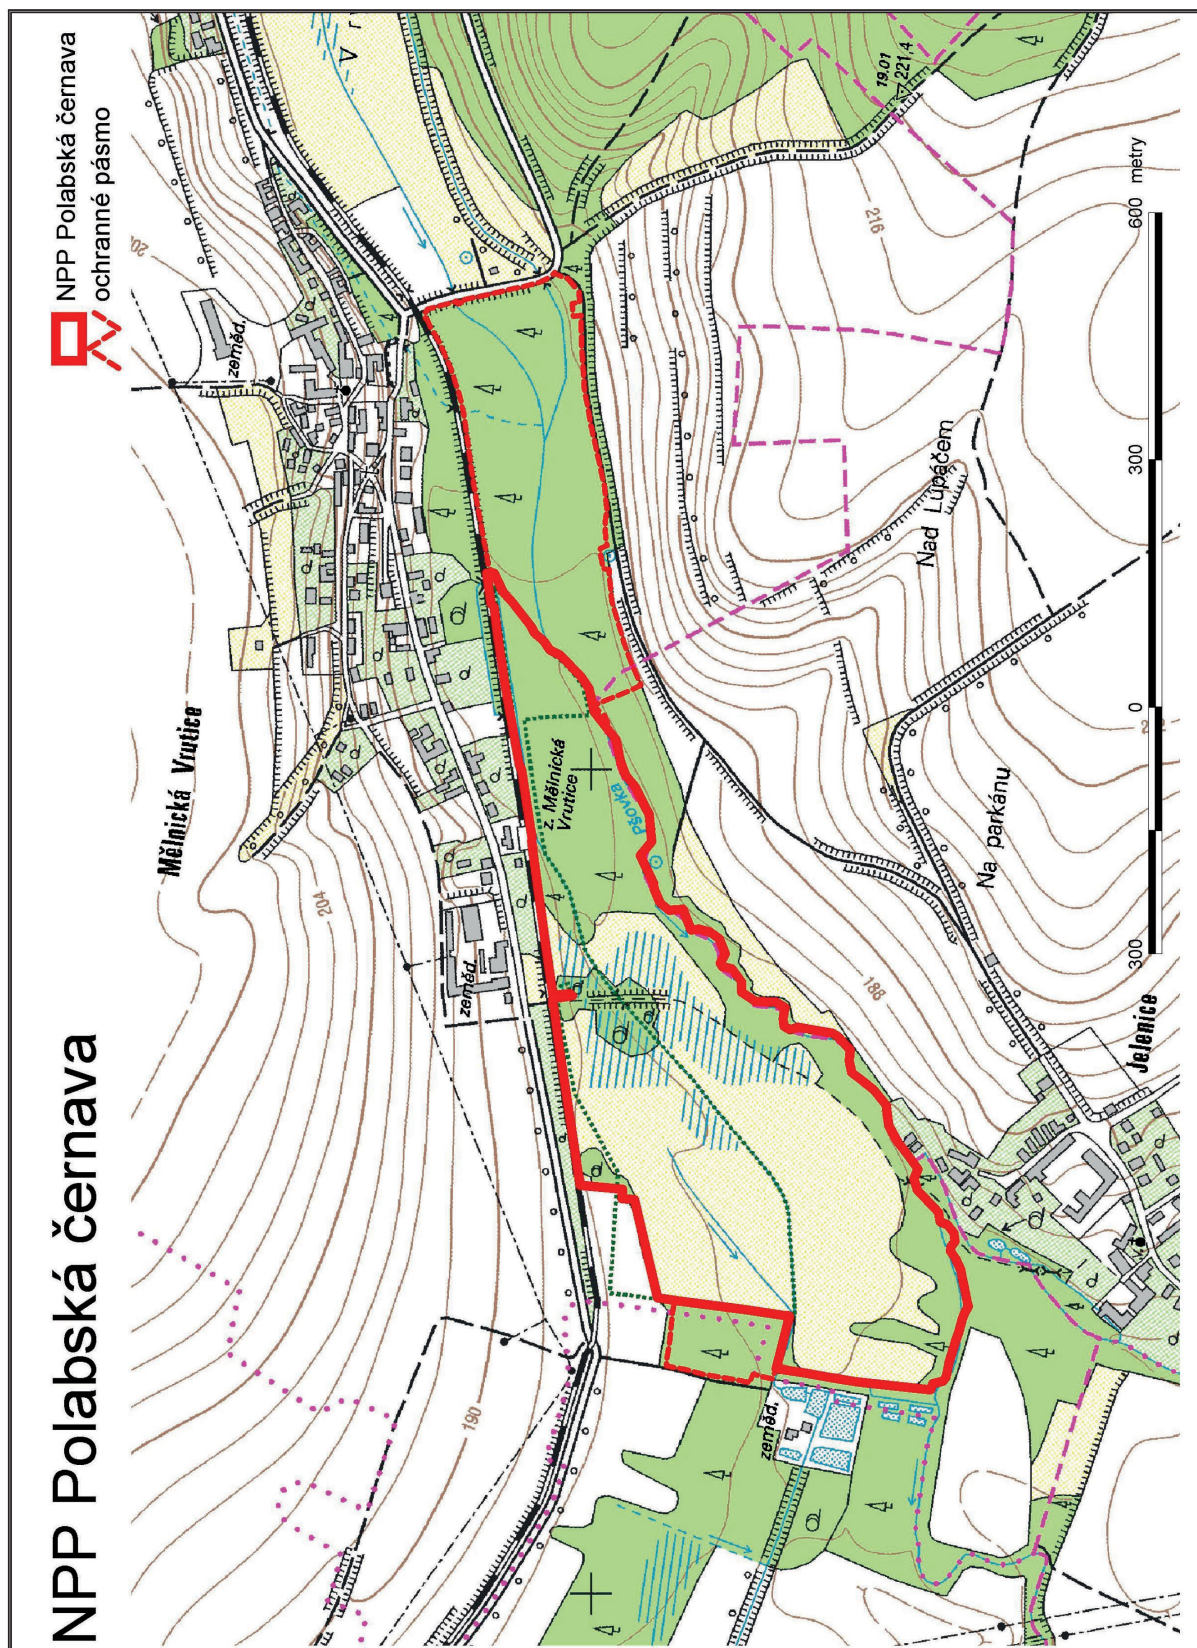 NPP Polabská černava
NPP Polabská černava
ochranné pásmo
Mělnická Vrutice
zeměd.
zeměd.
204
190
V r
19.01
221,4
216
z. Mělnická
Vrutice
Pšovka
Nad Lupáčem
Na parkánu
188
Jelenice
zeměd.
300
0
300
600 metry